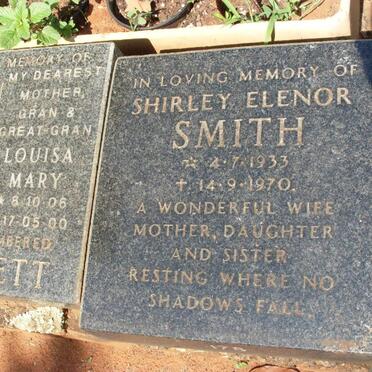 MEMORY OF
MY DEAREST
MOTHER,
GRAN &
GREAT-GRAN
LOUISA
MARY
8·10·06
17·05·00
ETT
IN LOVING MEMORY OF
SHIRLEY ELENOR
SMITH
☆ 4·7·1933
✝ 14·9·1970.
A WONDERFUL WIFE
MOTHER, DAUGHTER
AND SISTER
RESTING WHERE NO
SHADOWS FALL.